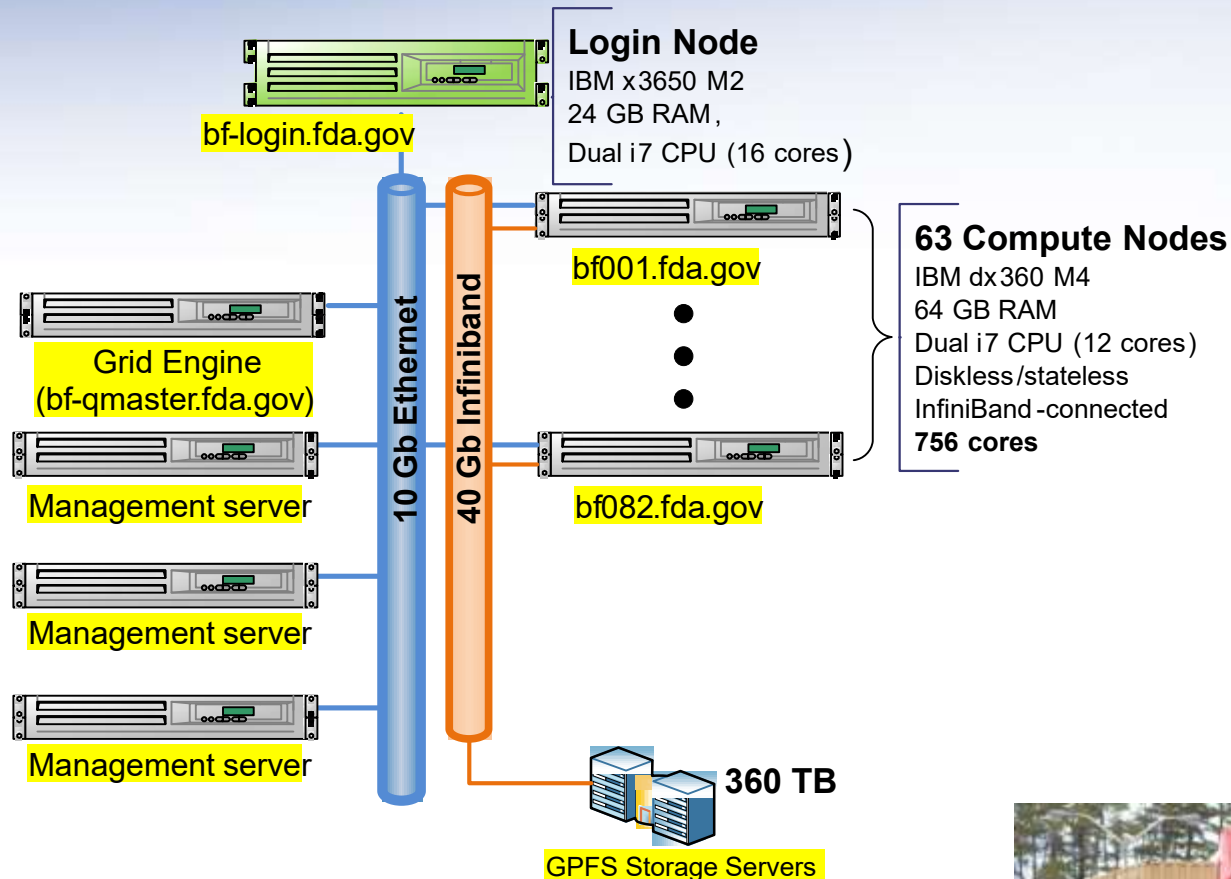 Login Node
IBM x3650 M2
24 GB RAM,
Dual i7 CPU (16 cores)
bf-login.fda.gov
10 Gb Ethernet
40 Gb Infiniband
bf001.fda.gov
63 Compute Nodes
IBM dx360 M4
64 GB RAM
Dual i7 CPU (12 cores)
Diskless/stateless
InfiniBand-connected
756 cores
Grid Engine
(bf-qmaster.fda.gov)
Management server
bf082.fda.gov
Management server
Management server
360 TB
GPFS Storage Servers